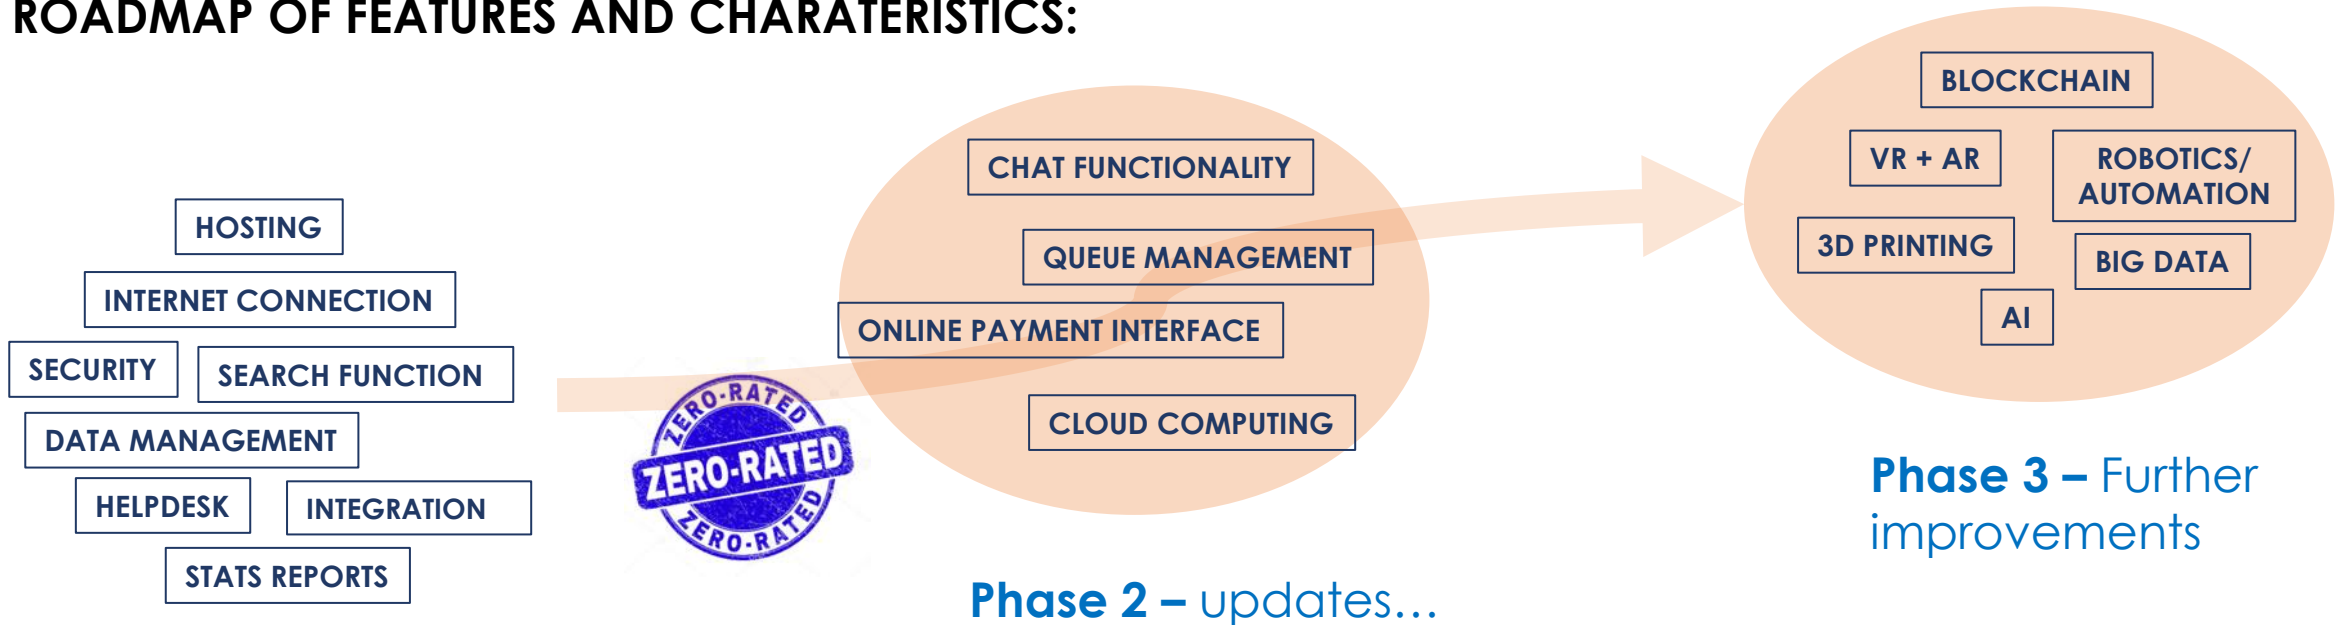 ROADMAP OF FEATURES AND CHARATERISTICS:
HOSTING
INTERNET CONNECTION
SECURITY
SEARCH FUNCTION
DATA MANAGEMENT
HELPDESK
INTEGRATION
STATS REPORTS
ZERO-RATED
ZERO-RATED
ZERO-RATED
CHAT FUNCTIONALITY
QUEUE MANAGEMENT
ONLINE PAYMENT INTERFACE
CLOUD COMPUTING
Phase 2 – updates...
BLOCKCHAIN
VR + AR
ROBOTICS/
AUTOMATION
3D PRINTING
BIG DATA
AI
Phase 3 – Further
improvements